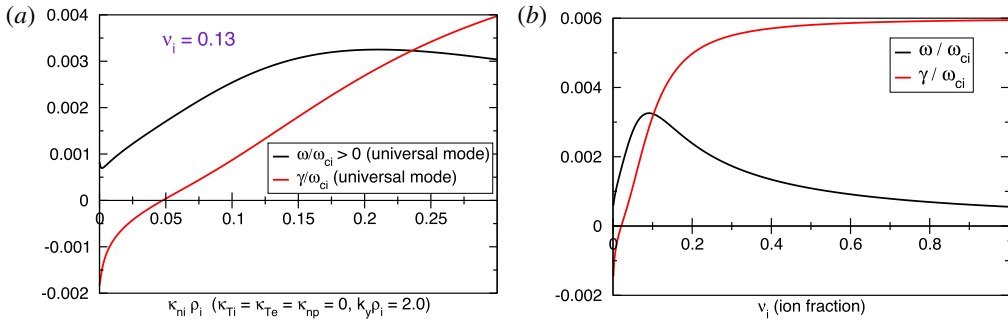 (a)
ν_i = 0.13
0.004
0.003
0.002
0.001
0
-0.001
-0.002
ω/ω_ci > 0 (universal mode)
γ/ω_ci (universal mode)
0 0.05 0.1 0.15 0.2 0.25
κ_ni ρ_i (κ_Ti = κ_Te = κ_np = 0, k_yρ_i = 2.0)
(b)
0.006
0.004
0.002
0
-0.002
ω / ω_ci
γ / ω_ci
0 0.2 0.4 0.6 0.8
ν_i (ion fraction)